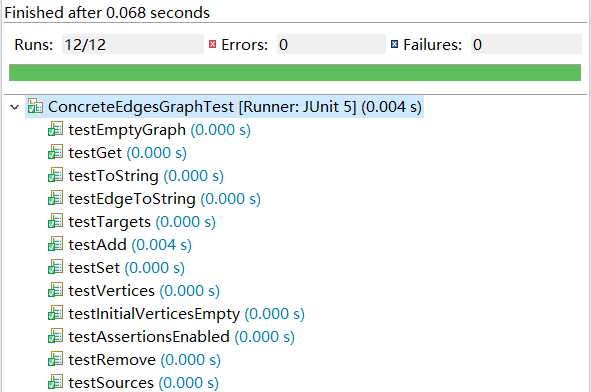 Finished after 0.068 seconds
Runs: 12/12 Errors: 0 Failures: 0
ConcreteEdgesGraphTest [Runner: JUnit 5] (0.004 s)
testEmptyGraph (0.000 s)
testGet (0.000 s)
testToString (0.000 s)
testEdgeToString (0.000 s)
testTargets (0.000 s)
testAdd (0.004 s)
testSet (0.000 s)
testVertices (0.000 s)
testInitialVerticesEmpty (0.000 s)
testAssertionsEnabled (0.000 s)
testRemove (0.000 s)
testSources (0.000 s)